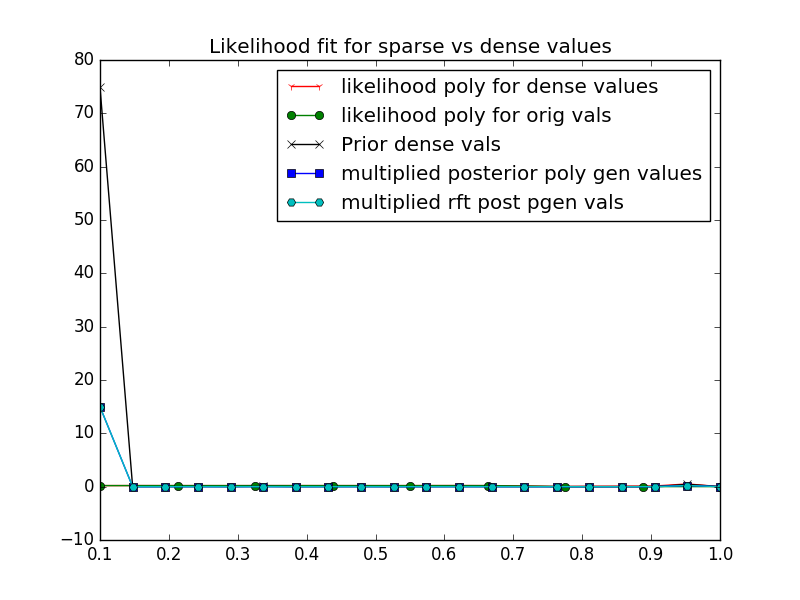 Likelihood fit for sparse vs dense values
likelihood poly for dense values
likelihood poly for orig vals
Prior dense vals
multiplied posterior poly gen values
multiplied rft post pgen vals
80
70
60
50
40
30
20
10
0
−10
0.1 0.2 0.3 0.4 0.5 0.6 0.7 0.8 0.9 1.0